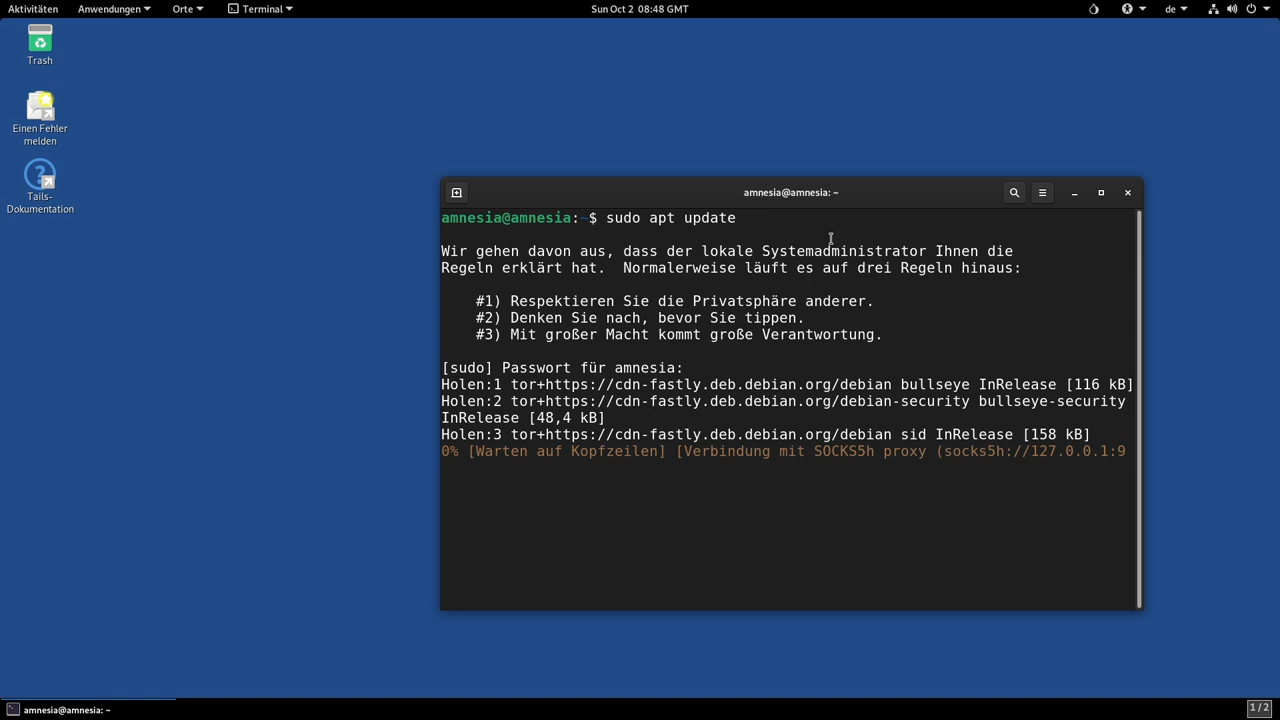 Aktivitäten Anwendungen Orte Terminal Sun Oct 2 08:48 GMT de
Trash
Einen Fehler
melden
Tails-
Dokumentation
amnesia@amnesia: ~
amnesia@amnesia:~$ sudo apt update
Wir gehen davon aus, dass der lokale Systemadministrator Ihnen die
Regeln erklärt hat.  Normalerweise läuft es auf drei Regeln hinaus:
#1) Respektieren Sie die Privatsphäre anderer.
#2) Denken Sie nach, bevor Sie tippen.
#3) Mit großer Macht kommt große Verantwortung.
[sudo] Passwort für amnesia:
Holen:1 tor+https://cdn-fastly.deb.debian.org/debian bullseye InRelease [116 kB]
Holen:2 tor+https://cdn-fastly.deb.debian.org/debian-security bullseye-security
InRelease [48,4 kB]
Holen:3 tor+https://cdn-fastly.deb.debian.org/debian sid InRelease [158 kB]
0% [Warten auf Kopfzeilen] [Verbindung mit SOCKS5h proxy (socks5h://127.0.0.1:9
amnesia@amnesia: ~
1 / 2